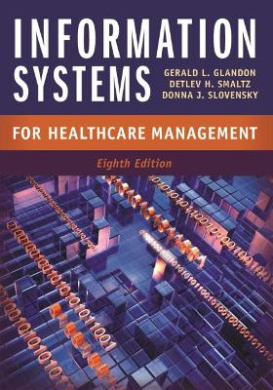 INFORMATION
SYSTEMS
GERALD L. GLANDON
DETLEV H. SMALTZ
DONNA J. SLOVENSKY
FOR HEALTHCARE MANAGEMENT
Eighth Edition